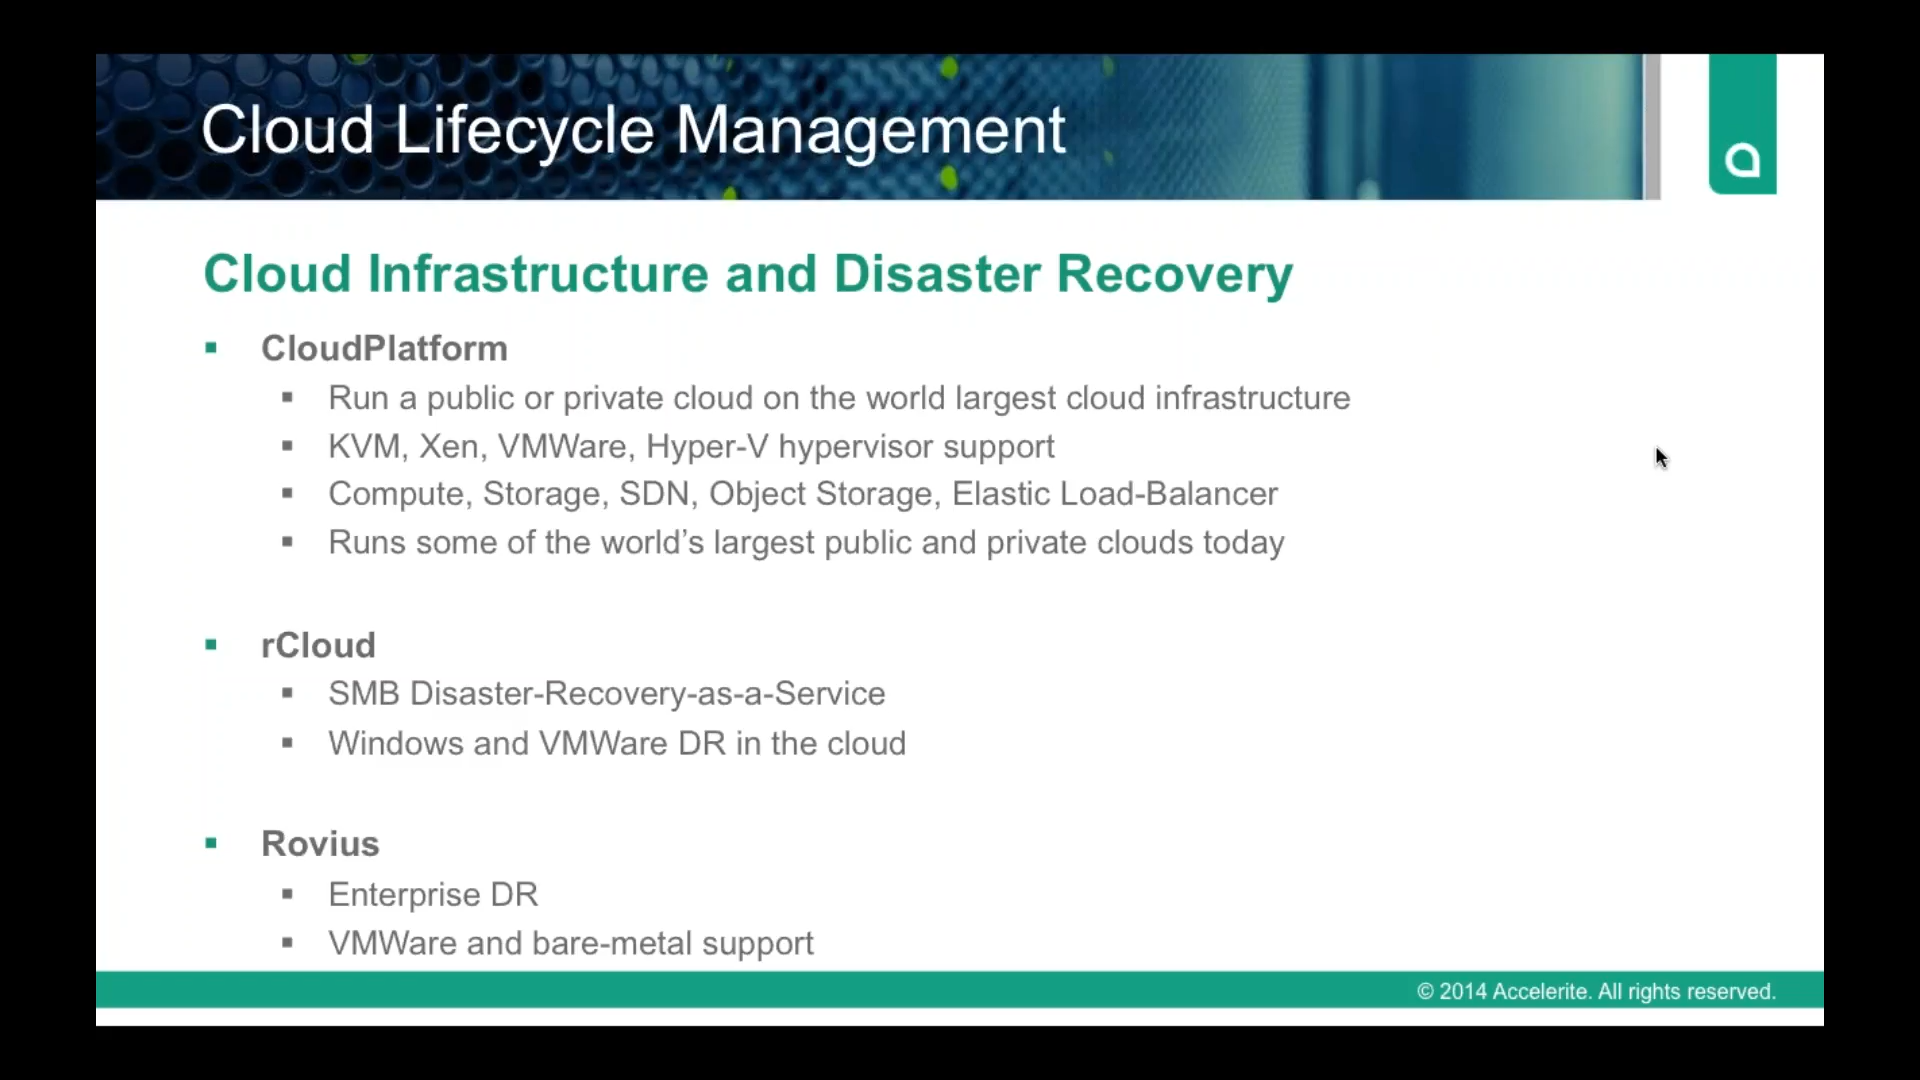 Cloud Lifecycle Management
Cloud Infrastructure and Disaster Recovery
▪ CloudPlatform
▪ Run a public or private cloud on the world largest cloud infrastructure
▪ KVM, Xen, VMWare, Hyper-V hypervisor support
▪ Compute, Storage, SDN, Object Storage, Elastic Load-Balancer
▪ Runs some of the world’s largest public and private clouds today
▪ rCloud
▪ SMB Disaster-Recovery-as-a-Service
▪ Windows and VMWare DR in the cloud
▪ Rovius
▪ Enterprise DR
▪ VMWare and bare-metal support
© 2014 Accelerite. All rights reserved.